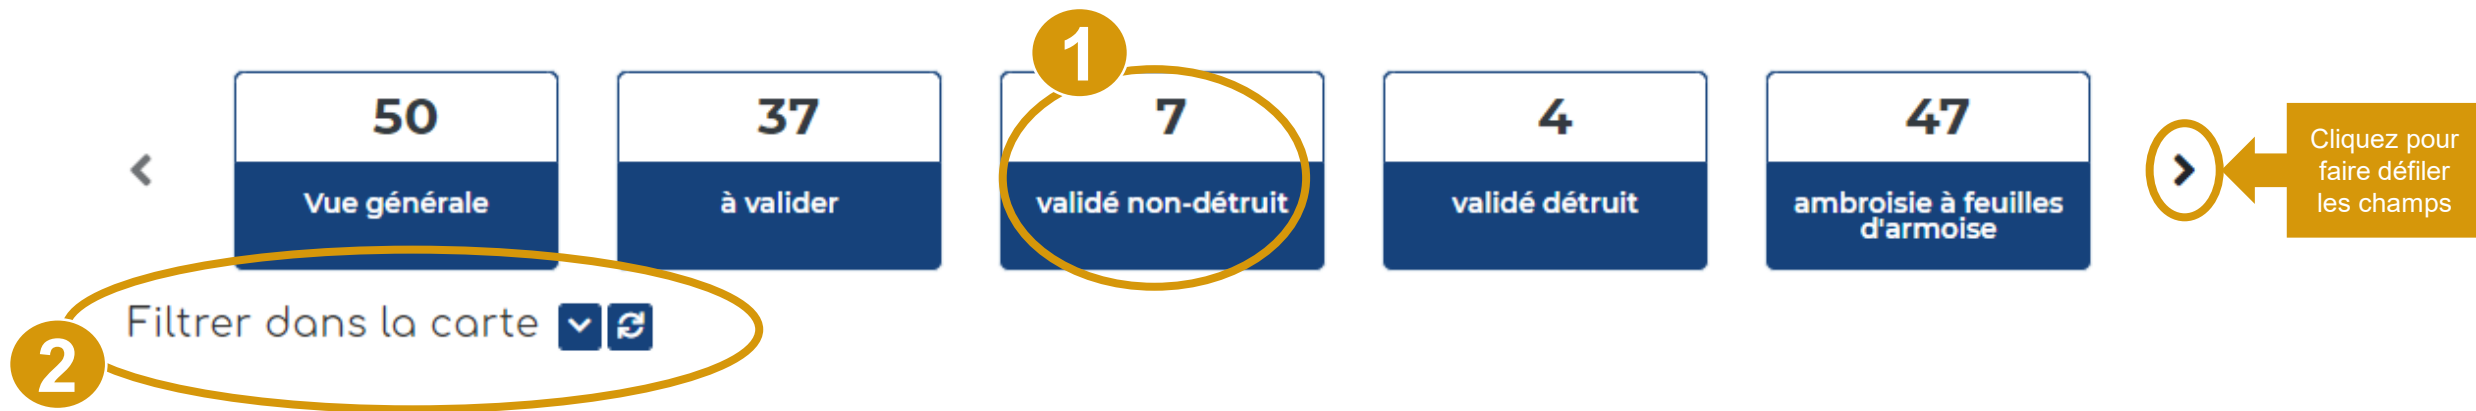 1
50
Vue générale
37
à valider
7
validé non-détruit
4
validé détruit
47
ambroisie à feuilles
d'armoise
Cliquez pour
faire défiler
les champs
Filtrer dans la carte
2